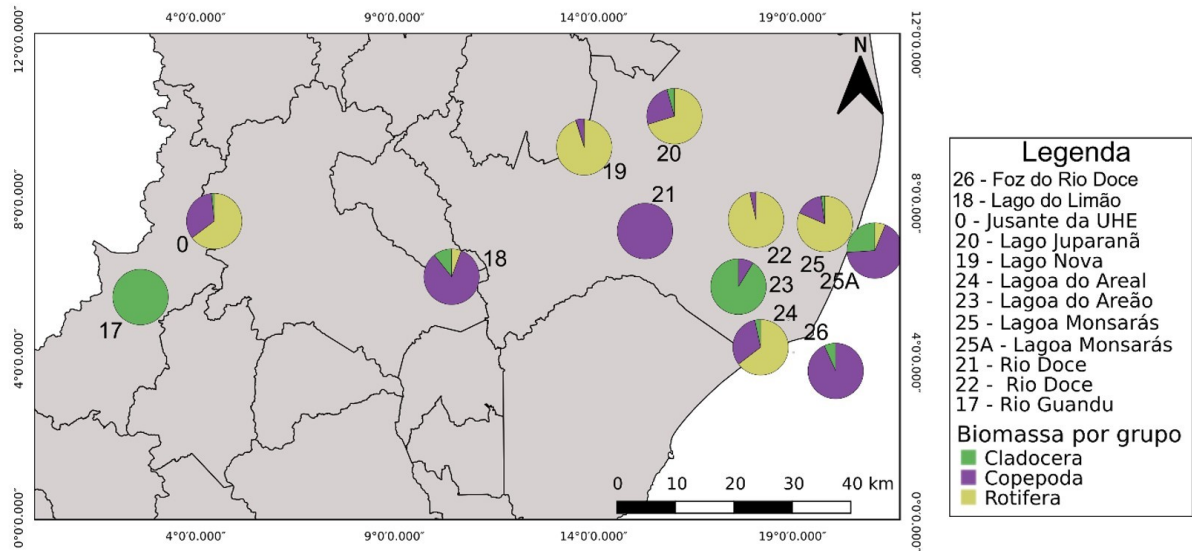 4°0'0.000″ 9°0'0.000″ 14°0'0.000″ 19°0'0.000″
12°0'0.000″
8°0'0.000″
4°0'0.000″
0°0'0.000″
12°0'0.000″
8°0'0.000″
4°0'0.000″
0°0'0.000″
N
20
19
21
0
22
25
25A
18
23
17
24
26
0 10 20 30 40 km
4°0'0.000″ 9°0'0.000″ 14°0'0.000″ 19°0'0.000″
Legenda
26 - Foz do Rio Doce
18 - Lago do Limão
0 - Jusante da UHE
20 - Lago Juparanã
19 - Lago Nova
24 - Lagoa do Areal
23 - Lagoa do Areão
25 - Lagoa Monsarás
25A - Lagoa Monsarás
21 - Rio Doce
22 - Rio Doce
17 - Rio Guandu
Biomassa por grupo
Cladocera
Copepoda
Rotifera